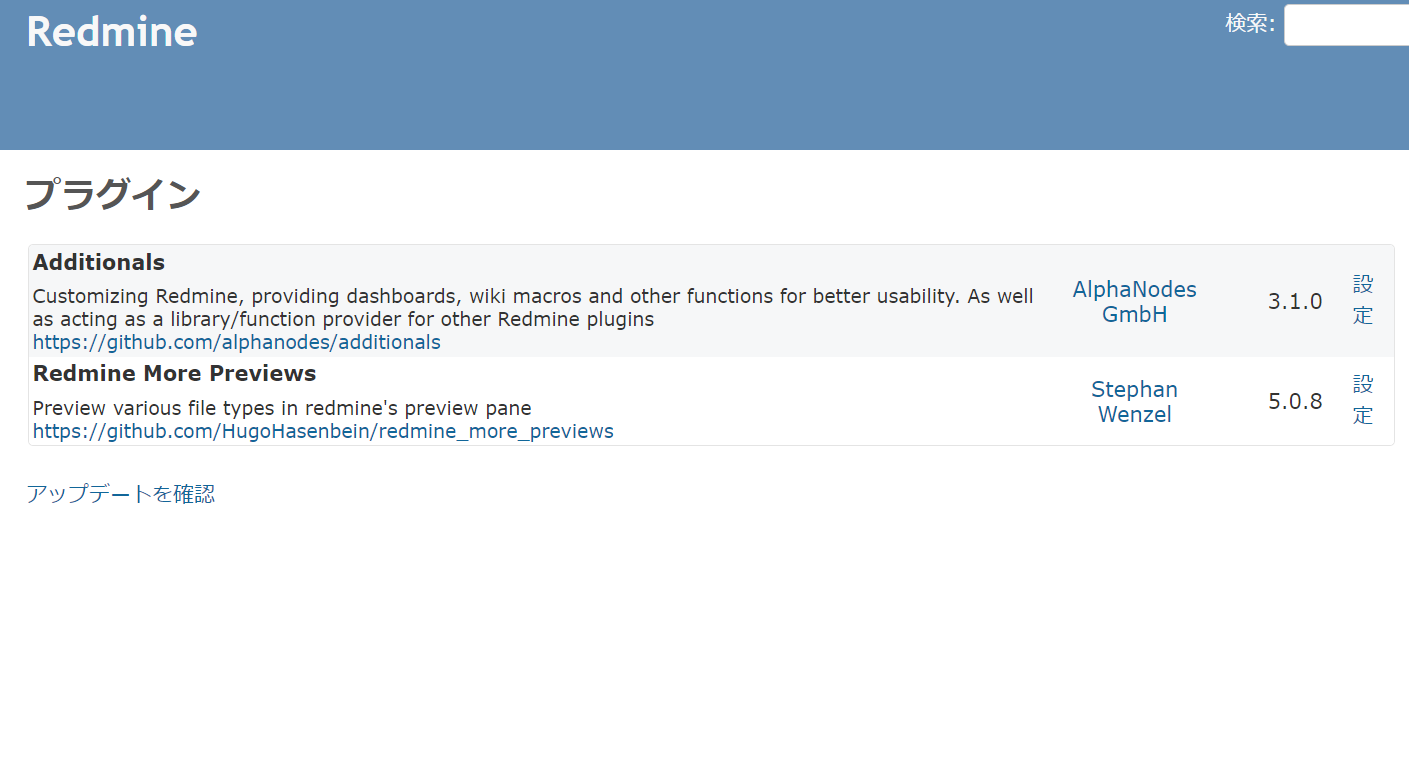 Redmine
検索:
プラグイン
Additionals
Customizing Redmine, providing dashboards, wiki macros and other functions for better usability. As well
as acting as a library/function provider for other Redmine plugins
https://github.com/alphanodes/additionals
AlphaNodes
GmbH
3.1.0
設
定
Redmine More Previews
Preview various file types in redmine's preview pane
https://github.com/HugoHasenbein/redmine_more_previews
Stephan
Wenzel
5.0.8
設
定
アップデートを確認